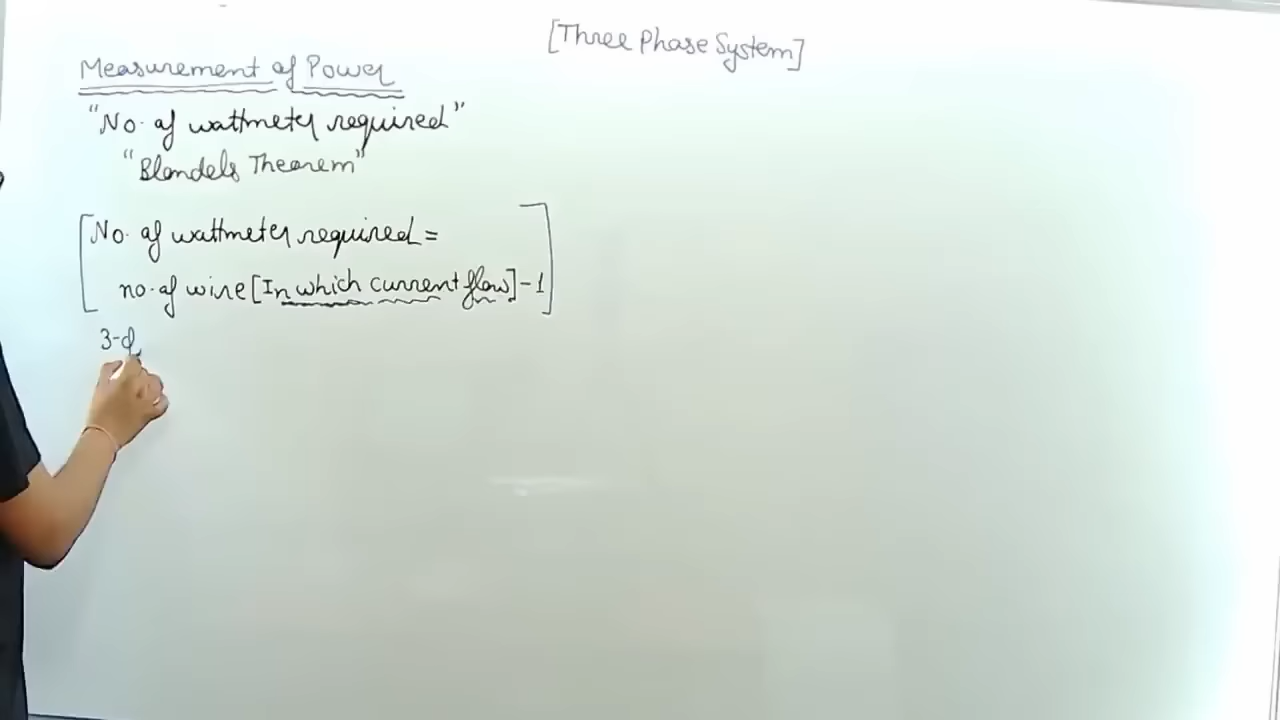 [Three Phase System]
Measurement of Power
"No. of wattmeter required"
"Blondels Theorem"
No. of wattmeter required =
no. of wire [In which current flow] - 1
3-